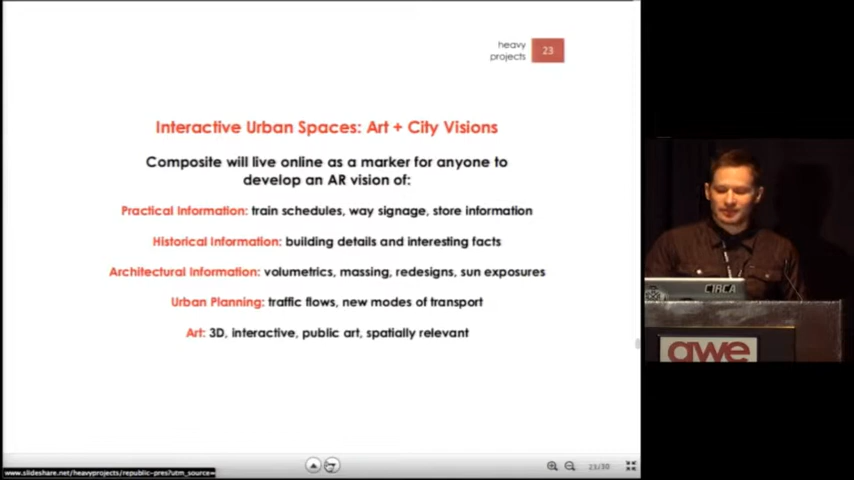 heavy
projects
23
Interactive Urban Spaces: Art + City Visions
Composite will live online as a marker for anyone to
develop an AR vision of:
Practical Information: train schedules, way signage, store information
Historical Information: building details and interesting facts
Architectural Information: volumetrics, massing, redesigns, sun exposures
Urban Planning: traffic flows, new modes of transport
Art: 3D, interactive, public art, spatially relevant
CIRCA
awe
www.slideshare.net/heavyprojects/republic-pres?utm_source=
23/30